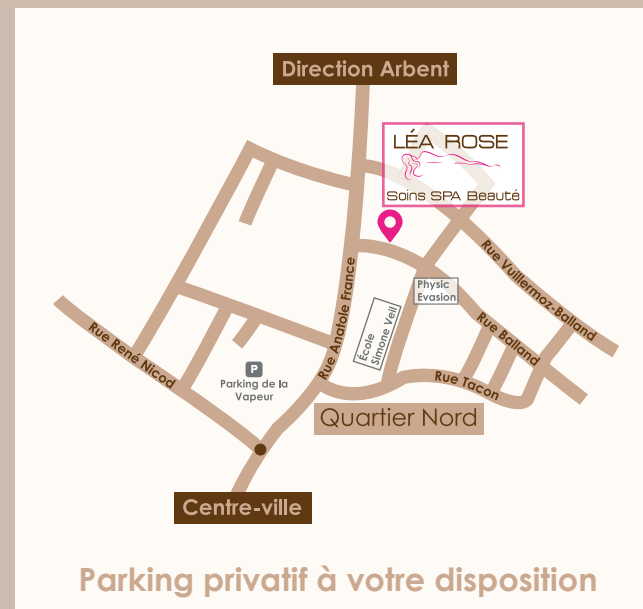 Direction Arbent
LÉA ROSE
Soins SPA Beauté
Rue Vuillermoz-Balland
Physic
Evasion
Rue Anatole France
École
Simone Veil
Rue Balland
Rue René Nicod
P
Parking de la
Vapeur
Rue Tacon
Quartier Nord
Centre-ville
Parking privatif à votre disposition